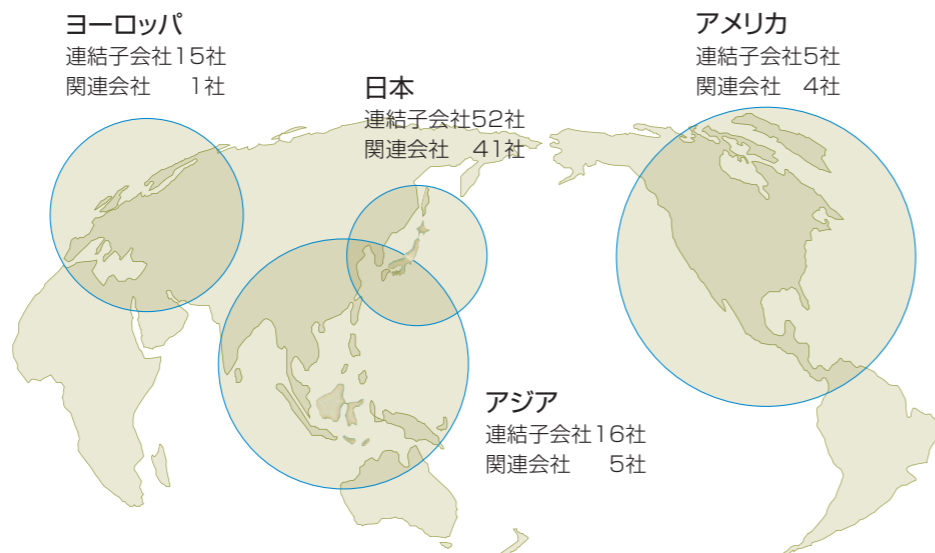 ヨーロッパ
連結子会社15社
関連会社 1社
日本
連結子会社52社
関連会社 41社
アメリカ
連結子会社5社
関連会社 4社
アジア
連結子会社16社
関連会社 5社